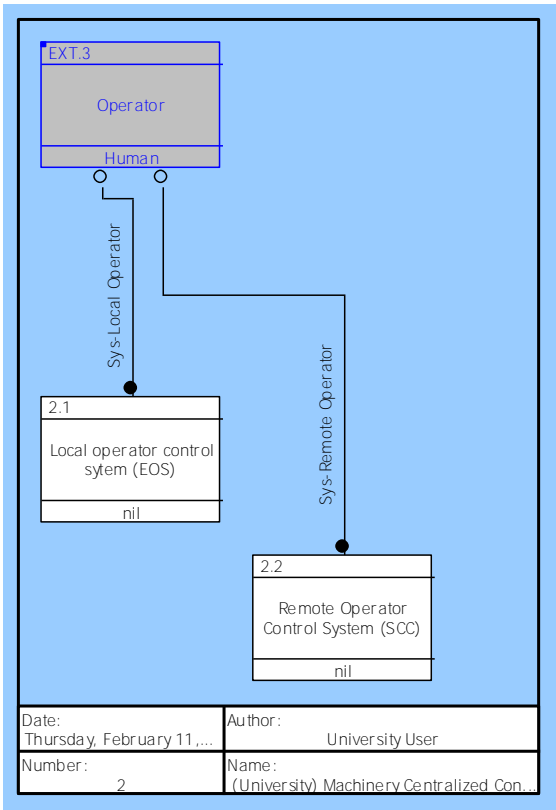 EXT.3
Operator
Human
Sys-Local Operator
2.1
Local operator control
sytem (EOS)
nil
Sys-Remote Operator
2.2
Remote Operator
Control System (SCC)
nil
Date:
Thursday, February 11,...
Author:
University User
Number:
2
Name:
(University) Machinery Centralized Con...